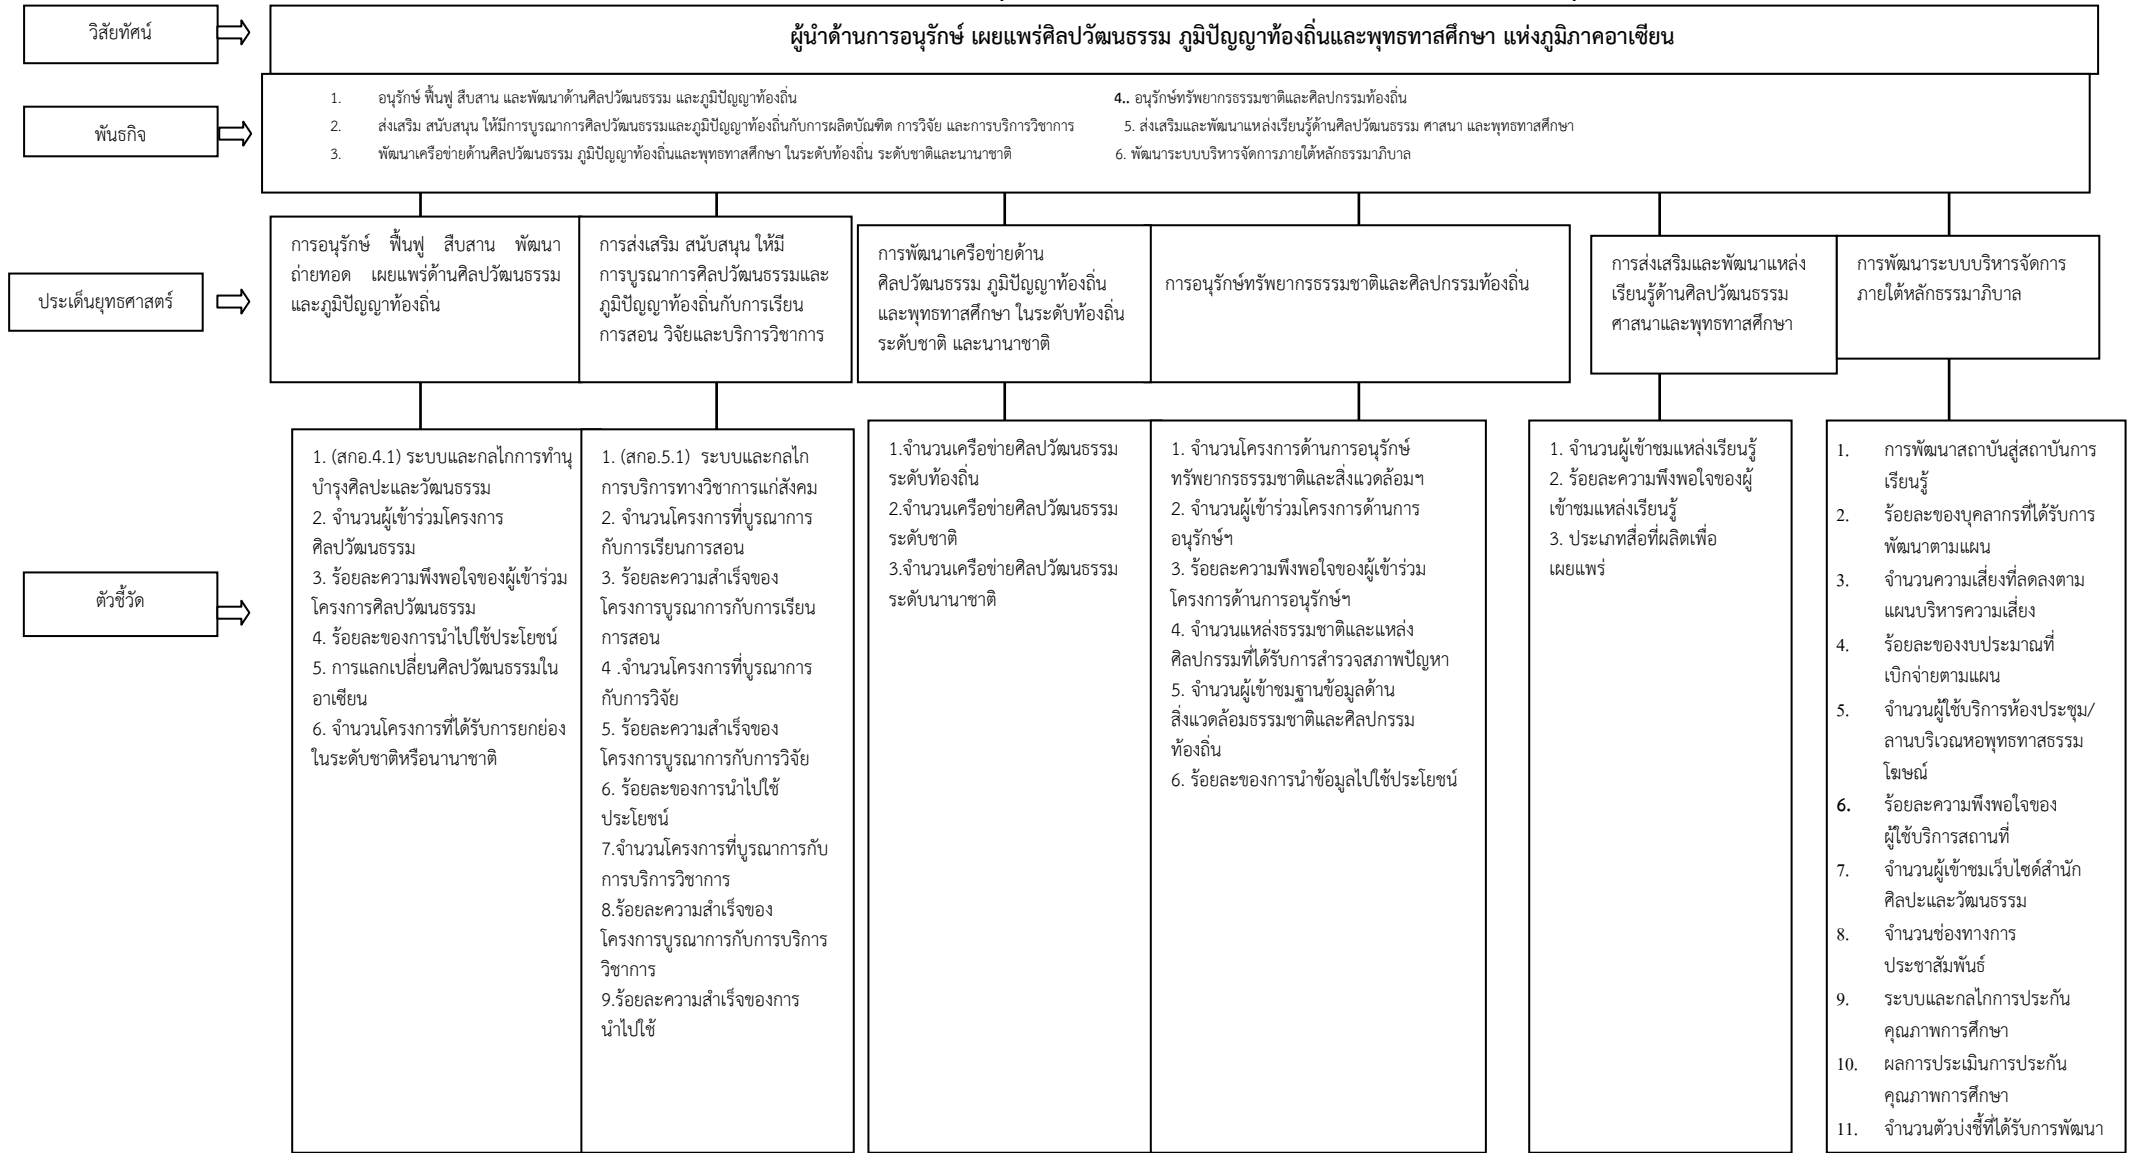 วิสัยทัศน์
ผู้นำด้านการอนุรักษ์ เผยแพร่ศิลปวัฒนธรรม ภูมิปัญญาท้องถิ่นและพุทธทาสศึกษา แห่งภูมิภาคอาเซียน
พันธกิจ
1. อนุรักษ์ ฟื้นฟู สืบสาน และพัฒนาด้านศิลปวัฒนธรรม และภูมิปัญญาท้องถิ่น
2. ส่งเสริม สนับสนุน ให้มีการบูรณาการศิลปวัฒนธรรมและภูมิปัญญาท้องถิ่นกับการผลิตบัณฑิต การวิจัย และการบริการวิชาการ
3. พัฒนาเครือข่ายด้านศิลปวัฒนธรรม ภูมิปัญญาท้องถิ่นและพุทธทาสศึกษา ในระดับท้องถิ่น ระดับชาติและนานาชาติ
4.. อนุรักษ์ทรัพยากรธรรมชาติและศิลปกรรมท้องถิ่น
5. ส่งเสริมและพัฒนาแหล่งเรียนรู้ด้านศิลปวัฒนธรรม ศาสนา และพุทธทาสศึกษา
6. พัฒนาระบบบริหารจัดการภายใต้หลักธรรมาภิบาล
ประเด็นยุทธศาสตร์
การอนุรักษ์ ฟื้นฟู สืบสาน พัฒนา
ถ่ายทอด เผยแพร่ด้านศิลปวัฒนธรรม
และภูมิปัญญาท้องถิ่น
การส่งเสริม สนับสนุน ให้มี
การบูรณาการศิลปวัฒนธรรมและ
ภูมิปัญญาท้องถิ่นกับการเรียน
การสอน วิจัยและบริการวิชาการ
การพัฒนาเครือข่ายด้าน
ศิลปวัฒนธรรม ภูมิปัญญาท้องถิ่น
และพุทธทาสศึกษา ในระดับท้องถิ่น
ระดับชาติ และนานาชาติ
การอนุรักษ์ทรัพยากรธรรมชาติและศิลปกรรมท้องถิ่น
การส่งเสริมและพัฒนาแหล่ง
เรียนรู้ด้านศิลปวัฒนธรรม
ศาสนาและพุทธทาสศึกษา
การพัฒนาระบบบริหารจัดการ
ภายใต้หลักธรรมาภิบาล
ตัวชี้วัด
1. (สกอ.4.1) ระบบและกลไกการทำนุ
บำรุงศิลปะและวัฒนธรรม
2. จำนวนผู้เข้าร่วมโครงการ
ศิลปวัฒนธรรม
3. ร้อยละความพึงพอใจของผู้เข้าร่วม
โครงการศิลปวัฒนธรรม
4. ร้อยละของการนำไปใช้ประโยชน์
5. การแลกเปลี่ยนศิลปวัฒนธรรมใน
อาเซียน
6. จำนวนโครงการที่ได้รับการยกย่อง
ในระดับชาติหรือนานาชาติ
1. (สกอ.5.1) ระบบและกลไก
การบริการทางวิชาการแก่สังคม
2. จำนวนโครงการที่บูรณาการ
กับการเรียนการสอน
3. ร้อยละความสำเร็จของ
โครงการบูรณาการกับการเรียน
การสอน
4 .จำนวนโครงการที่บูรณาการ
กับการวิจัย
5. ร้อยละความสำเร็จของ
โครงการบูรณาการกับการวิจัย
6. ร้อยละของการนำไปใช้
ประโยชน์
7.จำนวนโครงการที่บูรณาการกับ
การบริการวิชาการ
8.ร้อยละความสำเร็จของ
โครงการบูรณาการกับการบริการ
วิชาการ
9.ร้อยละความสำเร็จของการ
นำไปใช้
1.จำนวนเครือข่ายศิลปวัฒนธรรม
ระดับท้องถิ่น
2.จำนวนเครือข่ายศิลปวัฒนธรรม
ระดับชาติ
3.จำนวนเครือข่ายศิลปวัฒนธรรม
ระดับนานาชาติ
1. จำนวนโครงการด้านการอนุรักษ์
ทรัพยากรธรรมชาติและสิ่งแวดล้อมฯ
2. จำนวนผู้เข้าร่วมโครงการด้านการ
อนุรักษ์ฯ
3. ร้อยละความพึงพอใจของผู้เข้าร่วม
โครงการด้านการอนุรักษ์ฯ
4. จำนวนแหล่งธรรมชาติและแหล่ง
ศิลปกรรมที่ได้รับการสำรวจสภาพปัญหา
5. จำนวนผู้เข้าชมฐานข้อมูลด้าน
สิ่งแวดล้อมธรรมชาติและศิลปกรรม
ท้องถิ่น
6. ร้อยละของการนำข้อมูลไปใช้ประโยชน์
1. จำนวนผู้เข้าชมแหล่งเรียนรู้
2. ร้อยละความพึงพอใจของผู้
เข้าชมแหล่งเรียนรู้
3. ประเภทสื่อที่ผลิตเพื่อ
เผยแพร่
1. การพัฒนาสถาบันสู่สถาบันการ
เรียนรู้
2. ร้อยละของบุคลากรที่ได้รับการ
พัฒนาตามแผน
3. จำนวนความเสี่ยงที่ลดลงตาม
แผนบริหารความเสี่ยง
4. ร้อยละของงบประมาณที่
เบิกจ่ายตามแผน
5. จำนวนผู้ใช้บริการห้องประชุม/
ลานบริเวณหอพุทธทาสธรรม
โฆษณ์
6. ร้อยละความพึงพอใจของ
ผู้ใช้บริการสถานที่
7. จำนวนผู้เข้าชมเว็บไซด์สำนัก
ศิลปะและวัฒนธรรม
8. จำนวนช่องทางการ
ประชาสัมพันธ์
9. ระบบและกลไกการประกัน
คุณภาพการศึกษา
10. ผลการประเมินการประกัน
คุณภาพการศึกษา
11. จำนวนตัวบ่งชี้ที่ได้รับการพัฒนา